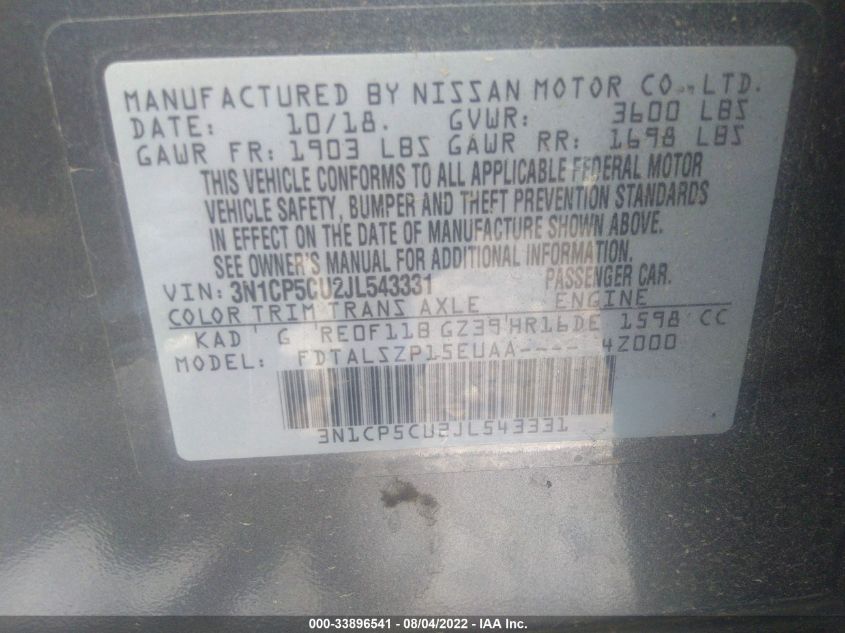 MANUFACTURED BY NISSAN MOTOR CO., LTD.
DATE: 10/18. GVWR: 3600 LBS
GAWR FR: 1903 LBS GAWR RR: 1698 LBS
THIS VEHICLE CONFORMS TO ALL APPLICABLE FEDERAL MOTOR
VEHICLE SAFETY, BUMPER AND THEFT PREVENTION STANDARDS
IN EFFECT ON THE DATE OF MANUFACTURE SHOWN ABOVE.
SEE OWNER'S MANUAL FOR ADDITIONAL INFORMATION.
VIN: 3N1CP5CU2JL543331 PASSENGER CAR.
COLOR TRIM TRANS AXLE ENGINE
KAD G RE0F11B GZ39 HR16DE 1598 CC
MODEL: FDTALSZP15EUAA---- 4Z000
3N1CP5CU2JL543331
000-33896541 - 08/04/2022 - IAA Inc.